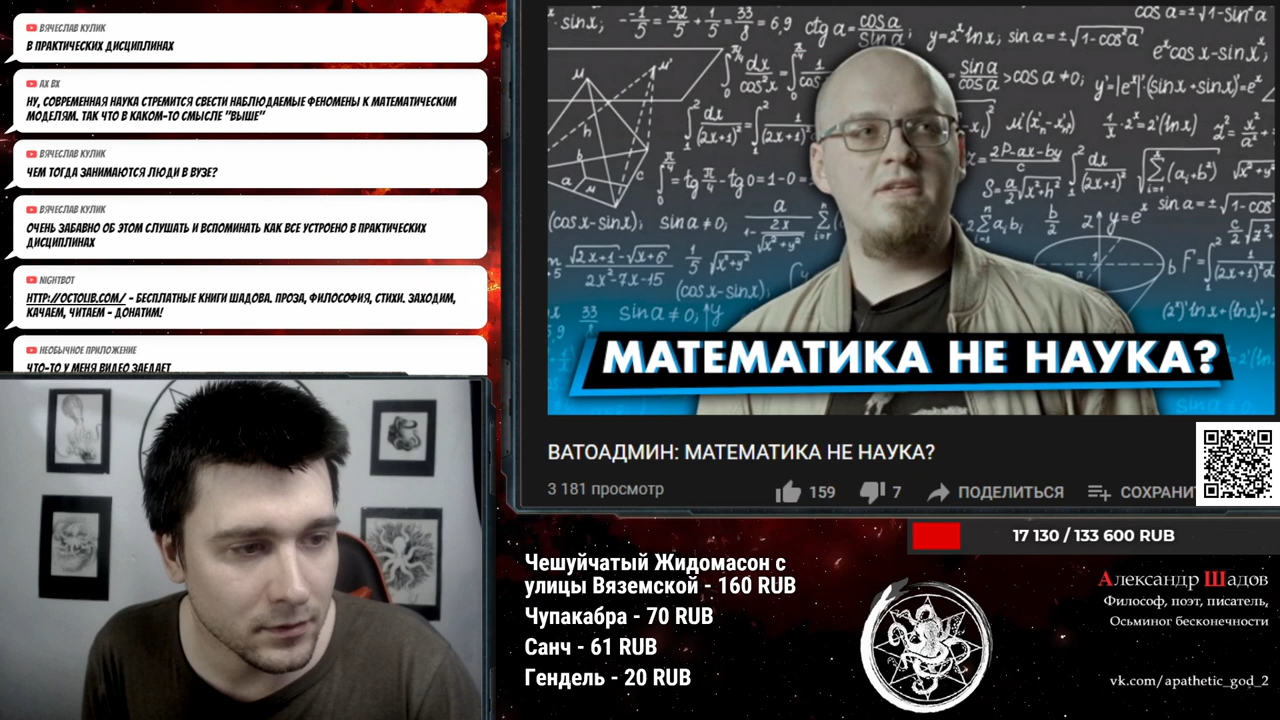 ВЯЧЕСЛАВ КУЛИК
В ПРАКТИЧЕСКИХ ДИСЦИПЛИНАХ
AX BX
НУ, СОВРЕМЕННАЯ НАУКА СТРЕМИТСЯ СВЕСТИ НАБЛЮДАЕМЫЕ ФЕНОМЕНЫ К МАТЕМАТИЧЕСКИМ
МОДЕЛЯМ. ТАК ЧТО В КАКОМ-ТО СМЫСЛЕ "ВЫШЕ"
ВЯЧЕСЛАВ КУЛИК
ЧЕМ ТОГДА ЗАНИМАЮТСЯ ЛЮДИ В ВУЗЕ?
ВЯЧЕСЛАВ КУЛИК
ОЧЕНЬ ЗАБАВНО ОБ ЭТОМ СЛУШАТЬ И ВСПОМИНАТЬ КАК ВСЕ УСТРОЕНО В ПРАКТИЧЕСКИХ
ДИСЦИПЛИНАХ
NIGHTBOT
HTTP://OCTOLIB.COM/ - БЕСПЛАТНЫЕ КНИГИ ШАДОВА. ПРОЗА, ФИЛОСОФИЯ, СТИХИ. ЗАХОДИМ,
КАЧАЕМ, ЧИТАЕМ - ДОНАТИМ!
НЕОБЫЧНОЕ ПРИЛОЖЕНИЕ
ЧТО-ТО У МЕНЯ ВИДЕО ЗАЕДАЕТ
МАТЕМАТИКА НЕ НАУКА?
ВАТОАДМИН: МАТЕМАТИКА НЕ НАУКА?
3 181 просмотр
159
7
ПОДЕЛИТЬСЯ
17 130 / 133 600 RUB
Чешуйчатый Жидомасон с
улицы Вяземской - 160 RUB
Чупакабра - 70 RUB
Санч - 61 RUB
Гендель - 20 RUB
Александр Шадов
Философ, поэт, писатель,
Осьминог бесконечности
vk.com/apathetic_god_2